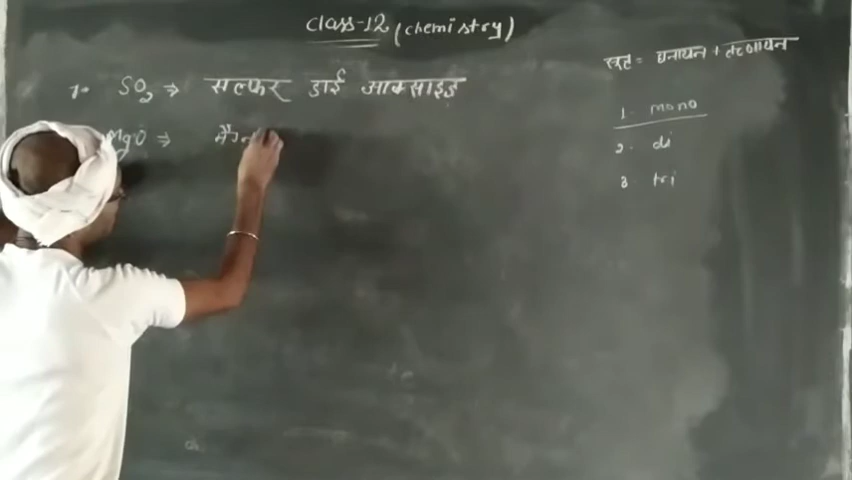 Class-12 (chemistry)
1. SO₂ ⇒ सल्फर डाई आक्साइड
MgO ⇒
धनायन + ऋणायन
1. mono
2. di
3 tri